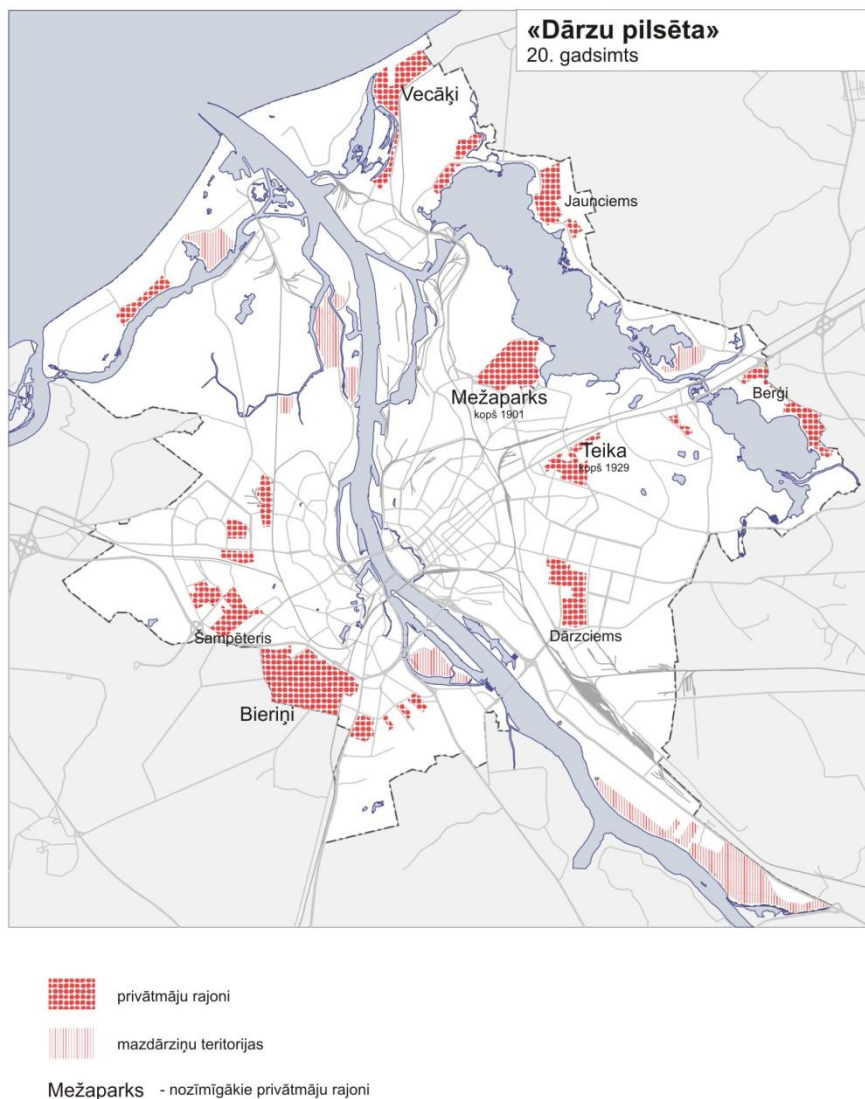 «Dārzu pilsēta»
20. gadsimts
Vecāķi
Jaunciems
Mežaparks
kopš 1901
Berģi
Teika
kopš 1929
Dārzciems
Šampēteris
Bieriņi
privātmāju rajoni
mazdārziņu teritorijas
Mežaparks - nozīmīgākie privātmāju rajoni